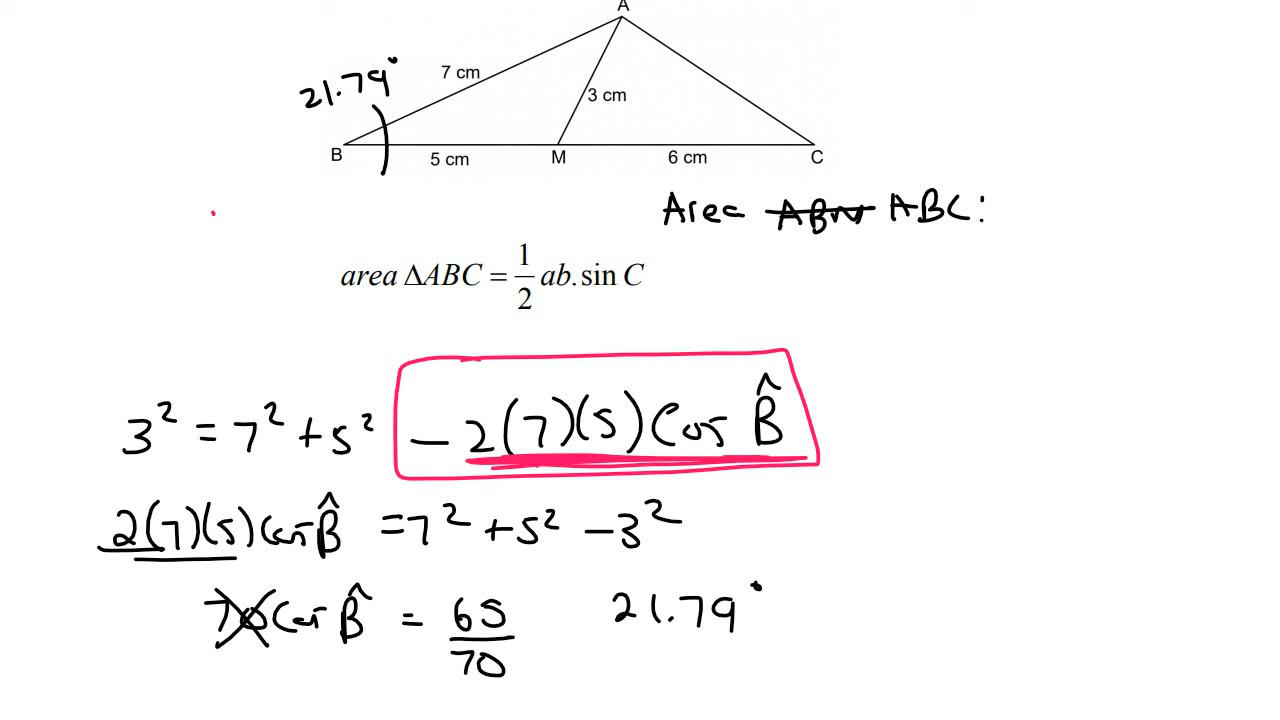 A
21.79°
7 cm
3 cm
B
5 cm
M
6 cm
C
Area ABM ABC:
area ΔABC = 1/2 ab.sin C
3² = 7² + 5² − 2(7)(5) Cos B̂
2(7)(5) Cos B̂ = 7² + 5² − 3²
70 Cos B̂ = 65/70 21.79°